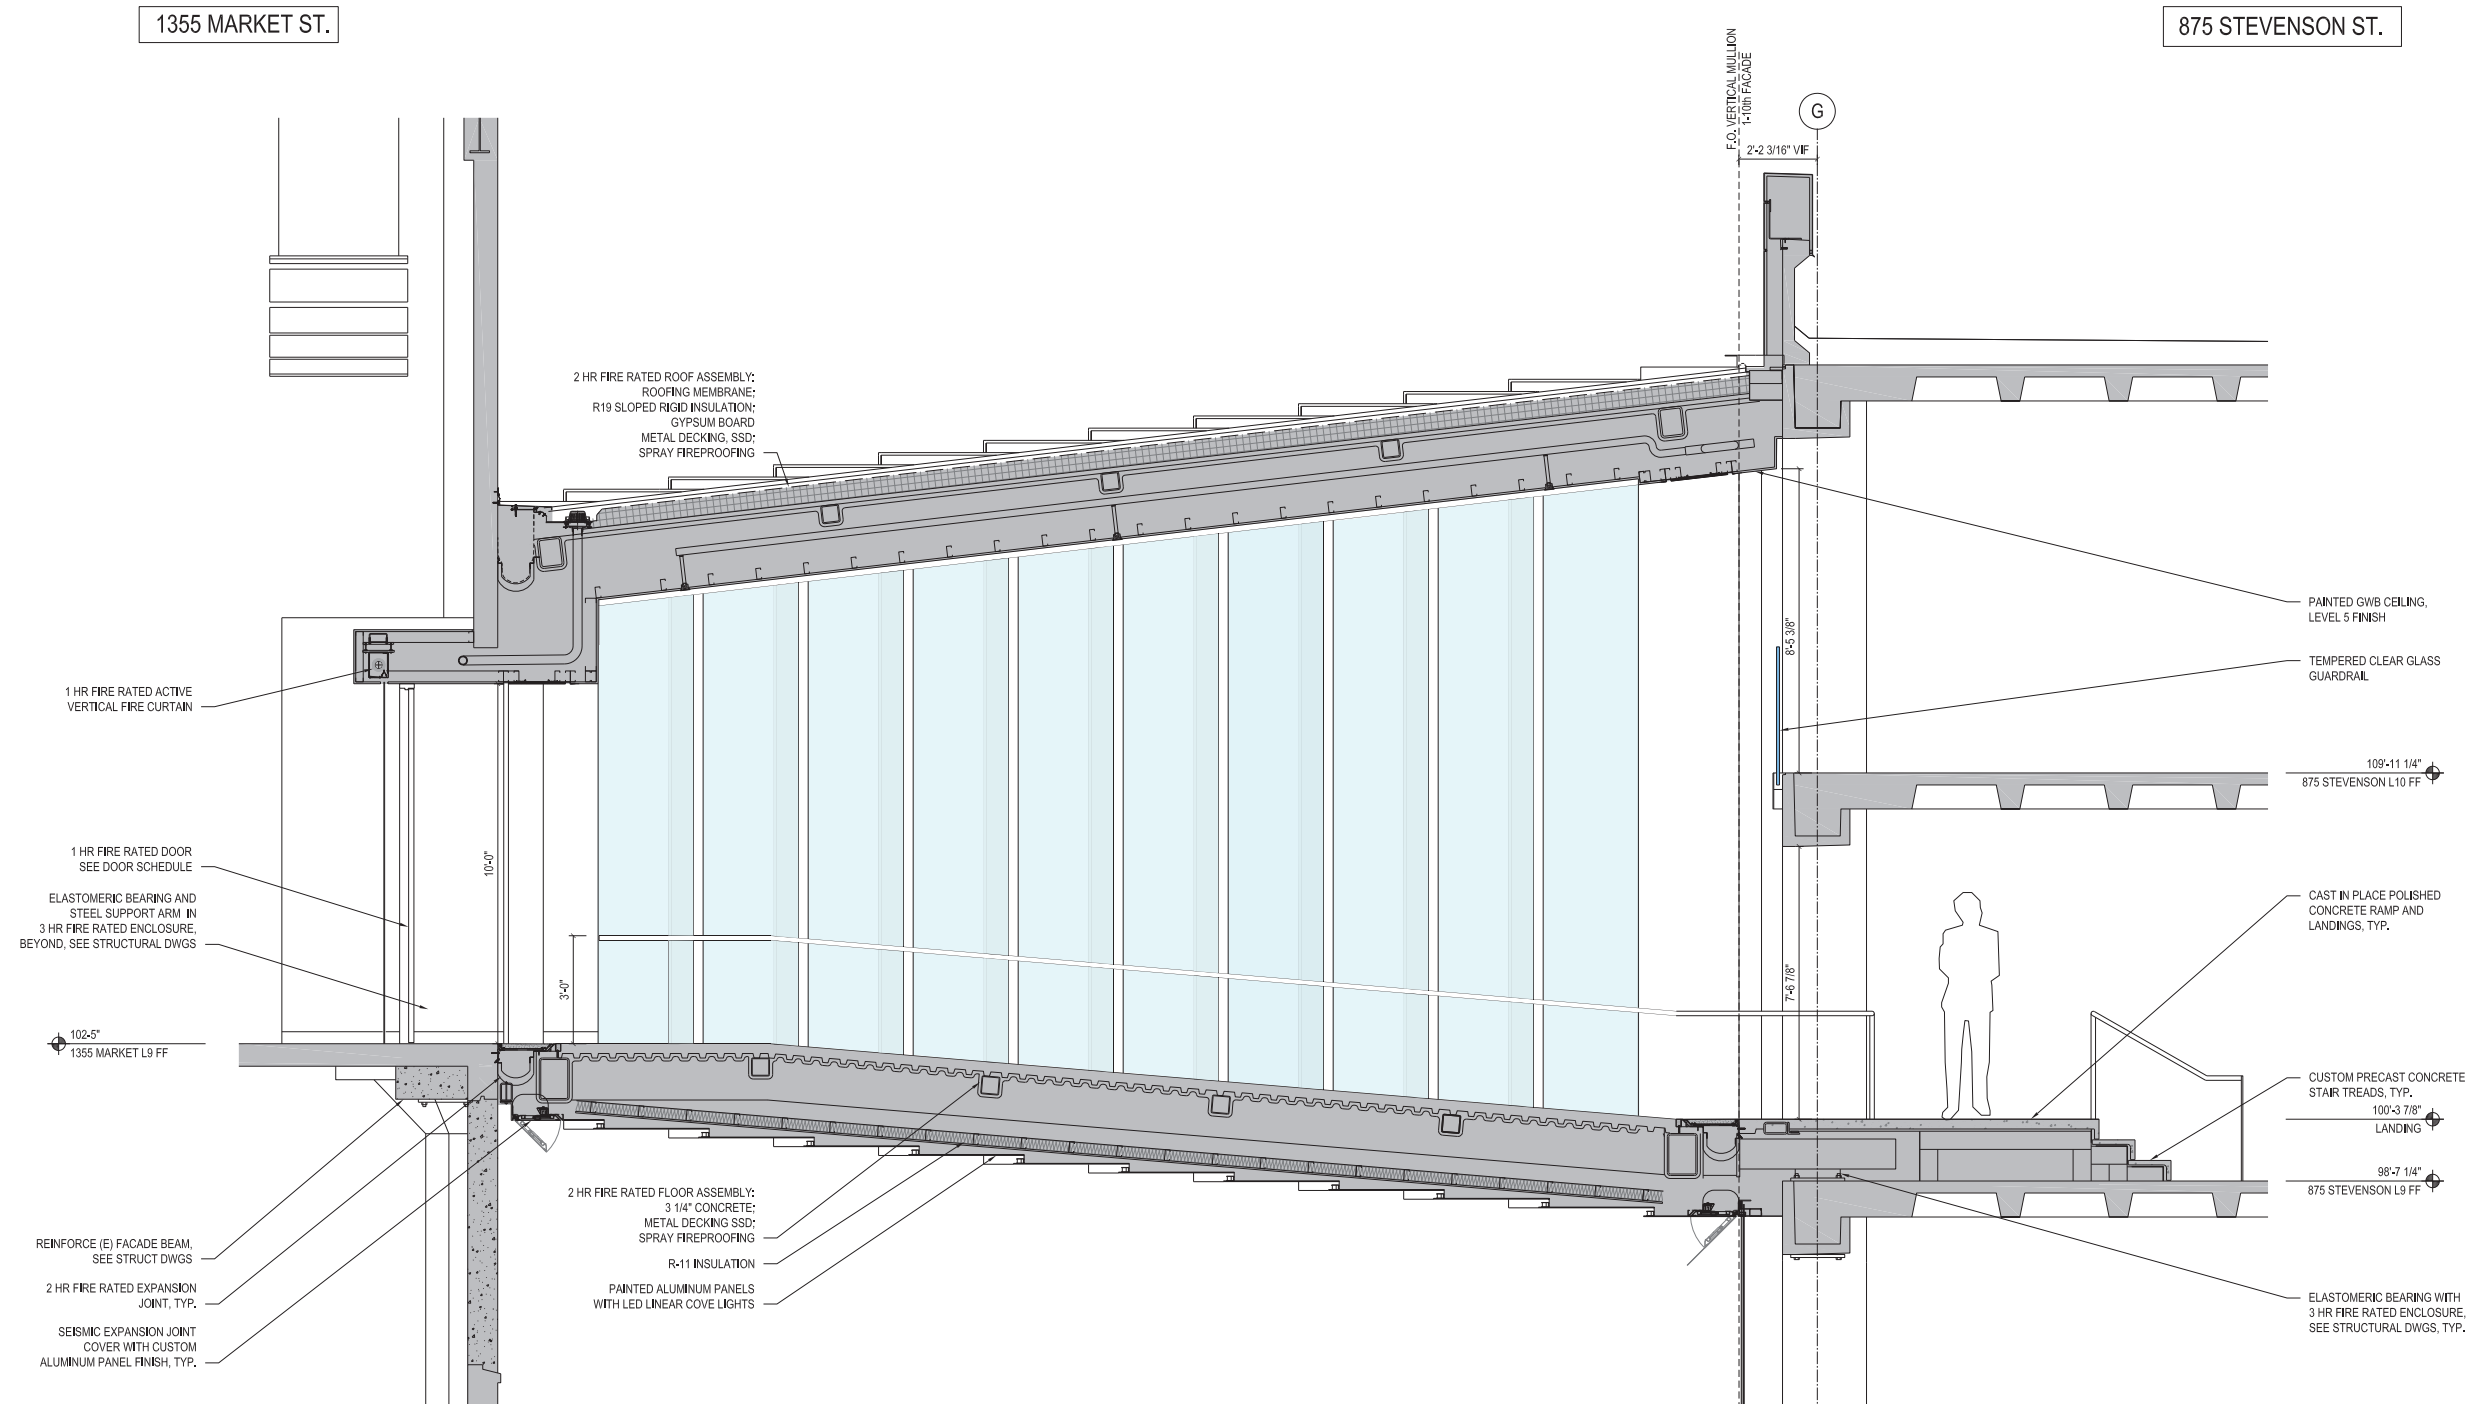 1355 MARKET ST.
875 STEVENSON ST.
F.O. VERTICAL MULLION
1-10th FACADE
G
2'-2 3/16" VIF
2 HR FIRE RATED ROOF ASSEMBLY:
ROOFING MEMBRANE;
R19 SLOPED RIGID INSULATION;
GYPSUM BOARD
METAL DECKING, SSD;
SPRAY FIREPROOFING
1 HR FIRE RATED ACTIVE
VERTICAL FIRE CURTAIN
1 HR FIRE RATED DOOR
SEE DOOR SCHEDULE
ELASTOMERIC BEARING AND
STEEL SUPPORT ARM IN
3 HR FIRE RATED ENCLOSURE,
BEYOND, SEE STRUCTURAL DWGS
102-5"
1355 MARKET L9 FF
REINFORCE (E) FACADE BEAM,
SEE STRUCT DWGS
2 HR FIRE RATED EXPANSION
JOINT, TYP.
SEISMIC EXPANSION JOINT
COVER WITH CUSTOM
ALUMINUM PANEL FINISH, TYP.
10'-0"
3'-0"
2 HR FIRE RATED FLOOR ASSEMBLY:
3 1/4" CONCRETE;
METAL DECKING SSD;
SPRAY FIREPROOFING
R-11 INSULATION
PAINTED ALUMINUM PANELS
WITH LED LINEAR COVE LIGHTS
8'-5 3/8"
7'-6 7/8"
PAINTED GWB CEILING,
LEVEL 5 FINISH
TEMPERED CLEAR GLASS
GUARDRAIL
109'-11 1/4"
875 STEVENSON L10 FF
CAST IN PLACE POLISHED
CONCRETE RAMP AND
LANDINGS, TYP.
CUSTOM PRECAST CONCRETE
STAIR TREADS, TYP.
100'-3 7/8"
LANDING
98'-7 1/4"
875 STEVENSON L9 FF
ELASTOMERIC BEARING WITH
3 HR FIRE RATED ENCLOSURE,
SEE STRUCTURAL DWGS, TYP.